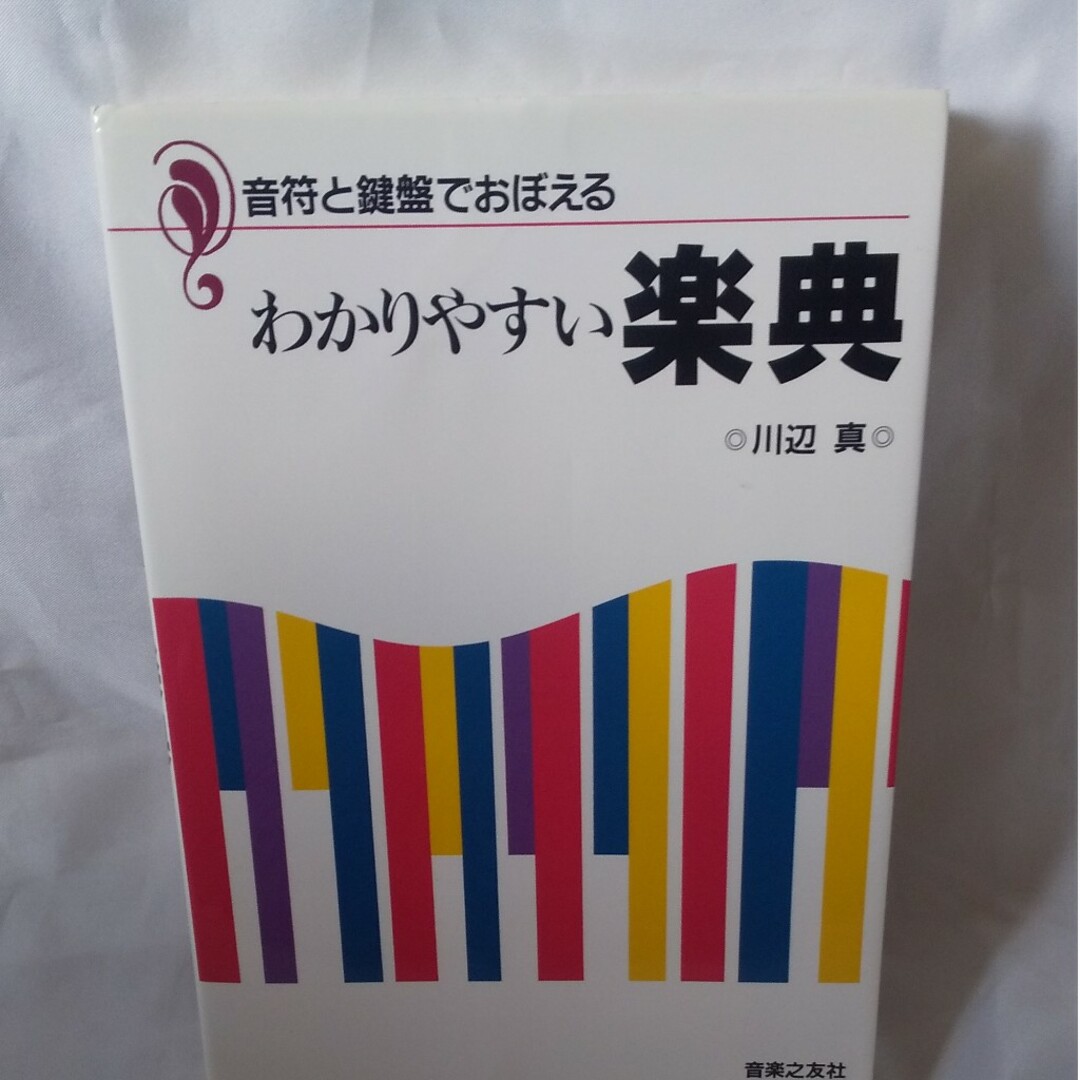 音符と鍵盤でおぼえる
わかりやすい楽典
◎川辺 真◎
音楽之友社